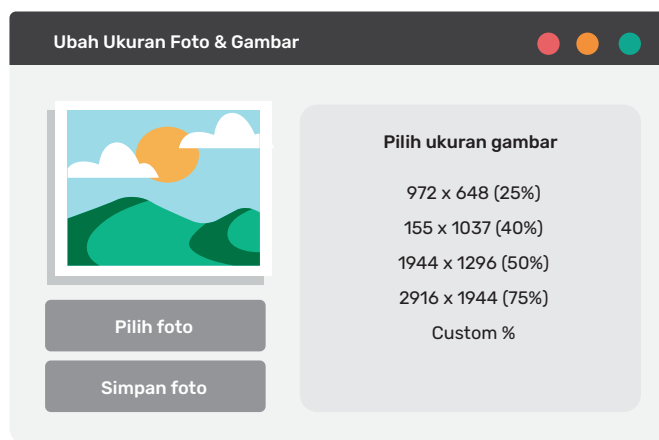 Ubah Ukuran Foto & Gambar
Pilih ukuran gambar
972 x 648 (25%)
155 x 1037 (40%)
1944 x 1296 (50%)
2916 x 1944 (75%)
Custom %
Pilih foto
Simpan foto